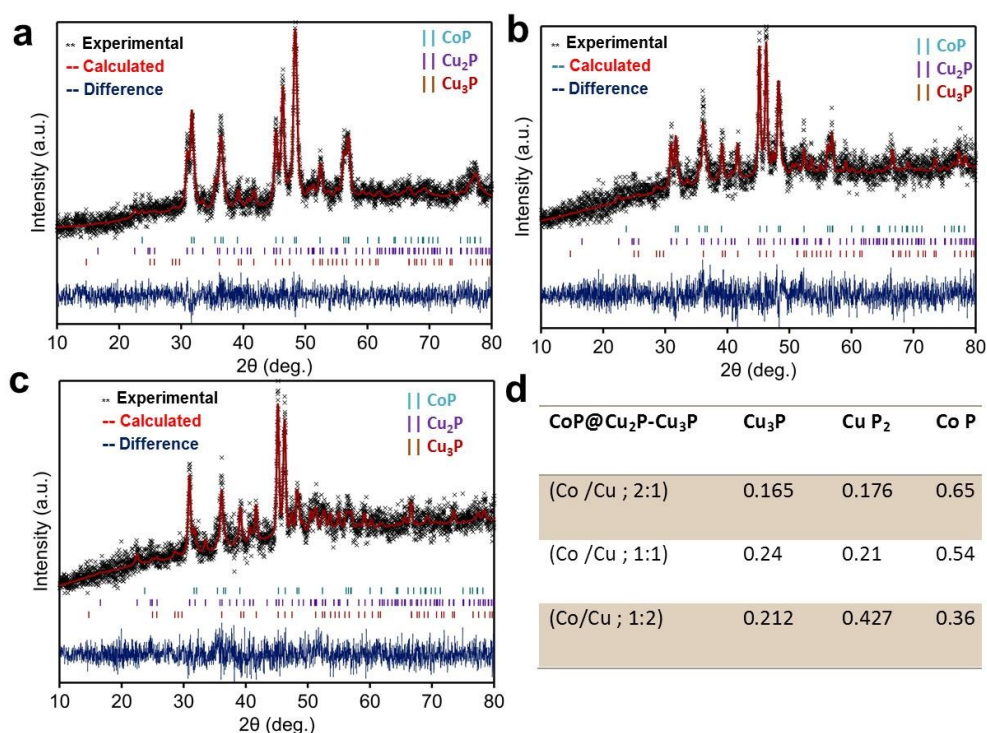 a
** Experimental
-- Calculated
-- Difference
|| CoP
|| Cu₂P
|| Cu₃P
Intensity (a.u.)
10 20 30 40 50 60 70 80
2θ (deg.)
b
** Experimental
-- Calculated
-- Difference
|| CoP
|| Cu₂P
|| Cu₃P
Intensity (a.u.)
10 20 30 40 50 60 70 80
2θ (deg.)
c
** Experimental
-- Calculated
-- Difference
|| CoP
|| Cu₂P
|| Cu₃P
Intensity (a.u.)
10 20 30 40 50 60 70 80
2θ (deg.)
d
CoP@Cu₂P-Cu₃P Cu₃P Cu P₂ Co P
(Co /Cu ; 2:1) 0.165 0.176 0.65
(Co /Cu ; 1:1) 0.24 0.21 0.54
(Co/Cu ; 1:2) 0.212 0.427 0.36